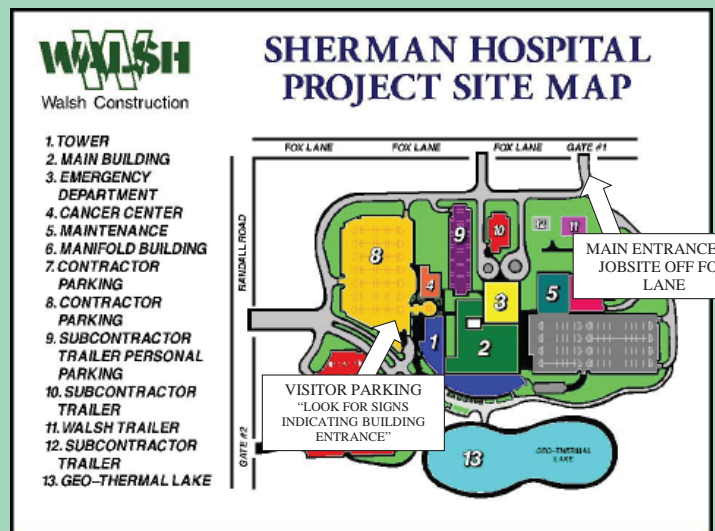 WALSH
Walsh Construction
SHERMAN HOSPITAL
PROJECT SITE MAP
1. TOWER
2. MAIN BUILDING
3. EMERGENCY
DEPARTMENT
4. CANCER CENTER
5. MAINTENANCE
6. MANIFOLD BUILDING
7. CONTRACTOR
PARKING
8. CONTRACTOR
PARKING
9. SUBCONTRACTOR
TRAILER PERSONAL
PARKING
10. SUBCONTRACTOR
TRAILER
11. WALSH TRAILER
12. SUBCONTRACTOR
TRAILER
13. GEO-THERMAL LAKE
FOX LANE FOX LANE FOX LANE GATE #1
RANDALL ROAD
GATE #2
8
9
10
12
11
4
3
5
1
2
13
GEO-THERMAL
LAKE
MAIN ENTRANCE
JOBSITE OFF FO
LANE
VISITOR PARKING
“LOOK FOR SIGNS
INDICATING BUILDING
ENTRANCE”